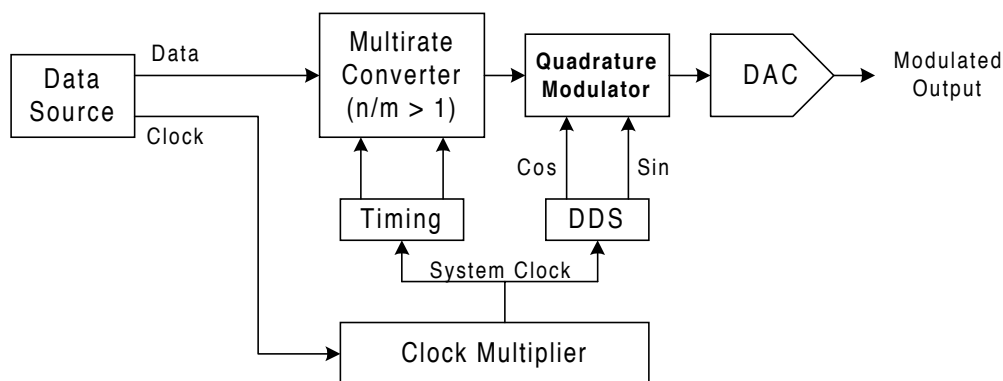 Data
Source
Data
Clock
Multirate
Converter
(n/m > 1)
Quadrature
Modulator
DAC
Modulated
Output
Cos
Sin
Timing
DDS
System Clock
Clock Multiplier